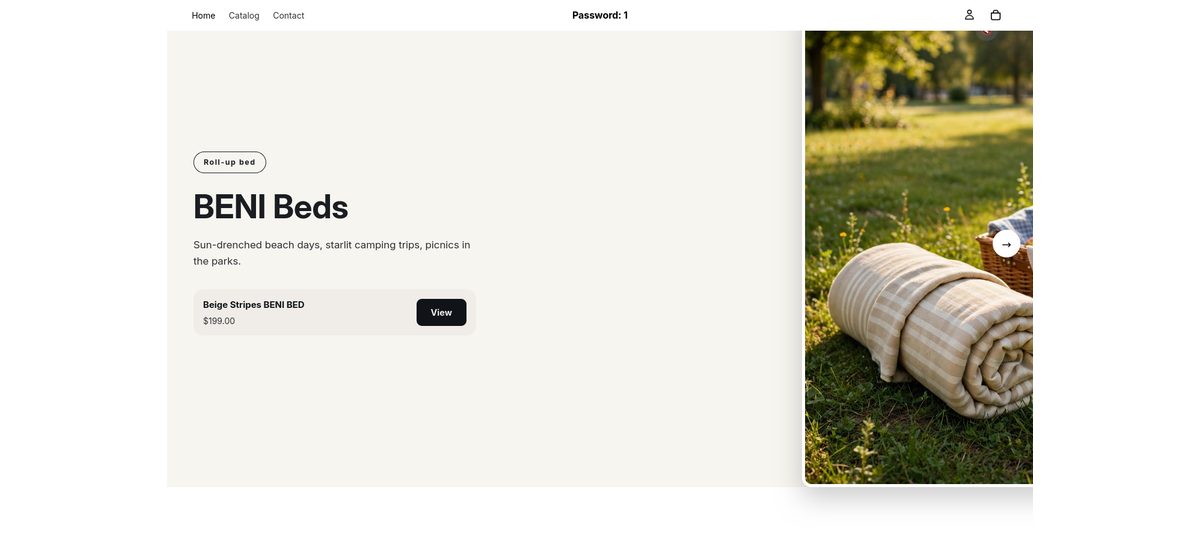 Home Catalog Contact
Password: 1
Roll-up bed
BENI Beds
Sun-drenched beach days, starlit camping trips, picnics in
the parks.
Beige Stripes BENI BED
$199.00
View
→